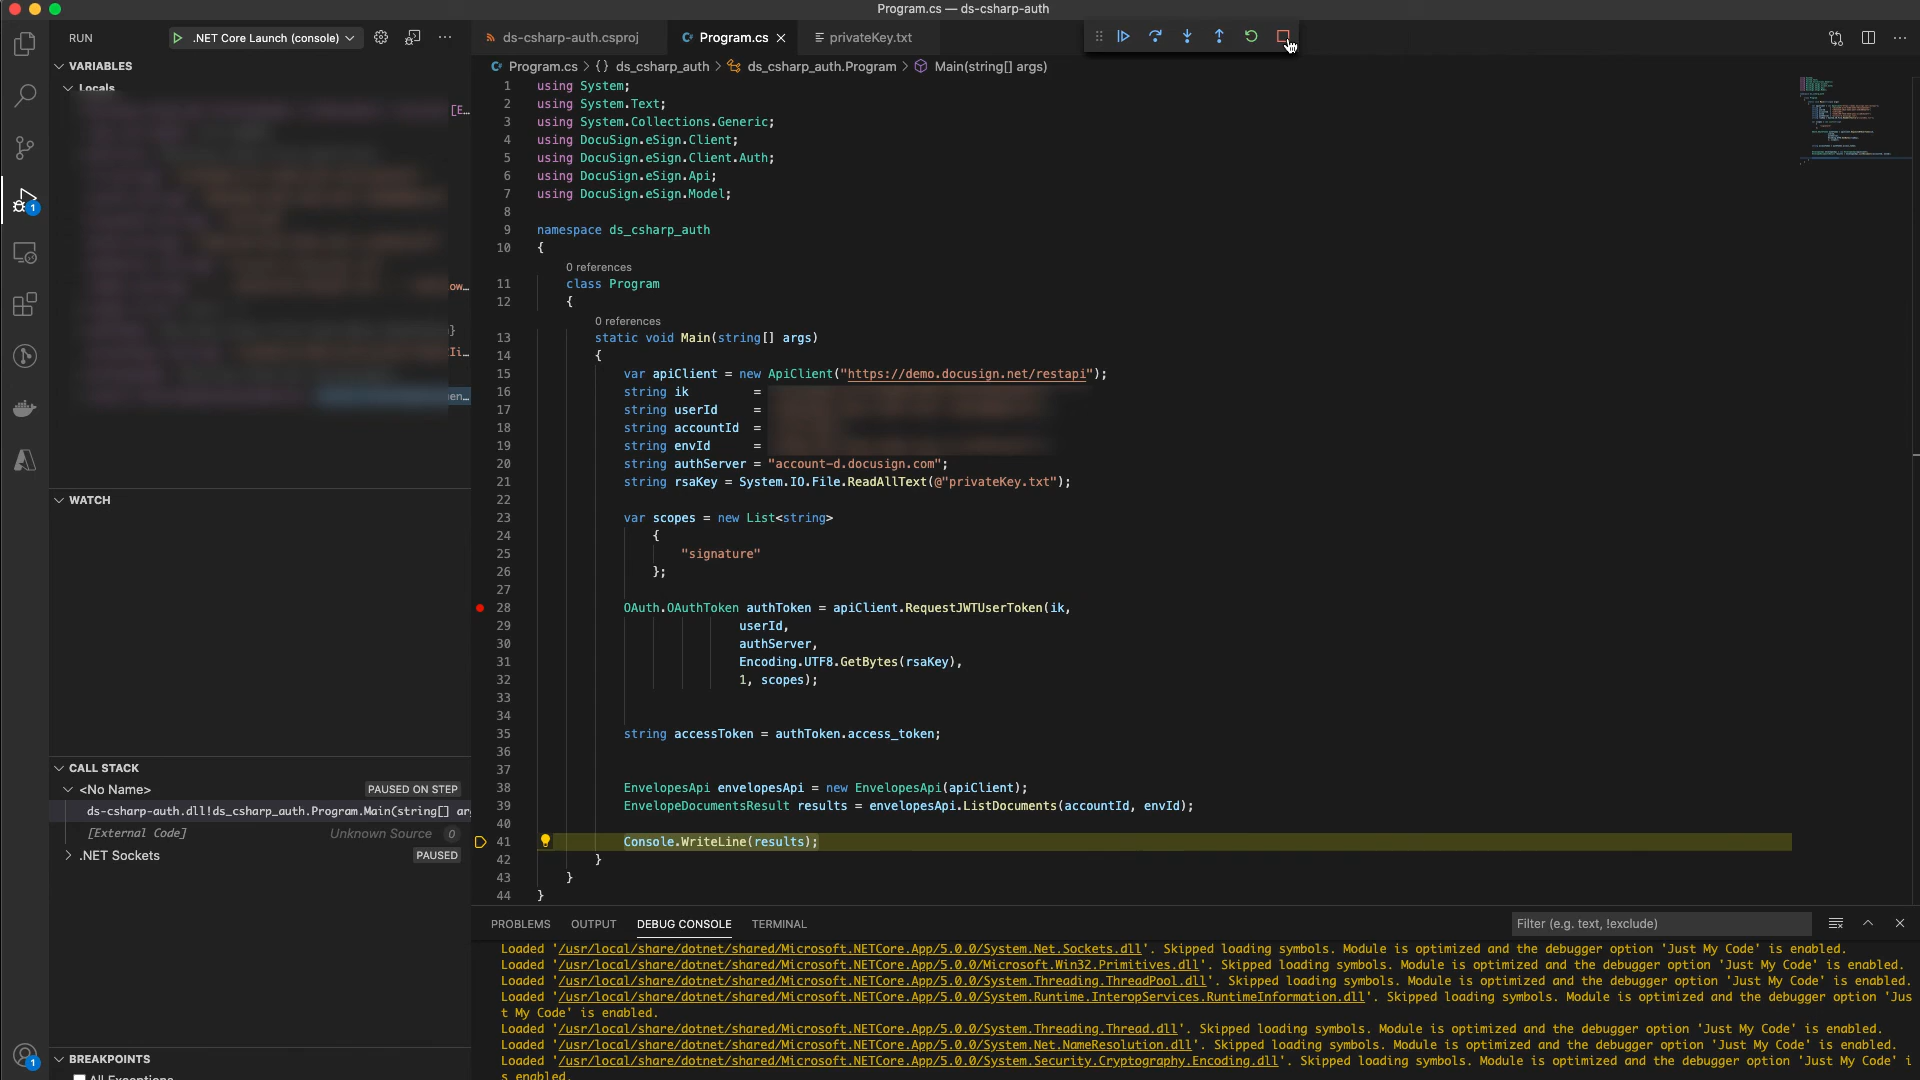 Program.cs — ds-csharp-auth
RUN
.NET Core Launch (console)
VARIABLES
Locals
[E...
ow...
}
Ii...
en...
WATCH
CALL STACK
<No Name>
PAUSED ON STEP
ds-csharp-auth.dll!ds_csharp_auth.Program.Main(string[] ar
[External Code]
Unknown Source 0
.NET Sockets
PAUSED
BREAKPOINTS
All Exceptions
1
1
ds-csharp-auth.csproj
Program.cs
privateKey.txt
Program.cs > {} ds_csharp_auth > ds_csharp_auth.Program > Main(string[] args)
1 using System;
2 using System.Text;
3 using System.Collections.Generic;
4 using DocuSign.eSign.Client;
5 using DocuSign.eSign.Client.Auth;
6 using DocuSign.eSign.Api;
7 using DocuSign.eSign.Model;
8
9 namespace ds_csharp_auth
10 {
0 references
11 class Program
12 {
0 references
13 static void Main(string[] args)
14 {
15 var apiClient = new ApiClient("https://demo.docusign.net/restapi");
16 string ik =
17 string userId =
18 string accountId =
19 string envId =
20 string authServer = "account-d.docusign.com";
21 string rsaKey = System.IO.File.ReadAllText(@"privateKey.txt");
22
23 var scopes = new List<string>
24 {
25 "signature"
26 };
27
28 OAuth.OAuthToken authToken = apiClient.RequestJWTUserToken(ik,
29 userId,
30 authServer,
31 Encoding.UTF8.GetBytes(rsaKey),
32 1, scopes);
33
34
35 string accessToken = authToken.access_token;
36
37
38 EnvelopesApi envelopesApi = new EnvelopesApi(apiClient);
39 EnvelopeDocumentsResult results = envelopesApi.ListDocuments(accountId, envId);
40
41 Console.WriteLine(results);
42 }
43 }
44 }
PROBLEMS OUTPUT DEBUG CONSOLE TERMINAL
Filter (e.g. text, !exclude)
Loaded '/usr/local/share/dotnet/shared/Microsoft.NETCore.App/5.0.0/System.Net.Sockets.dll'. Skipped loading symbols. Module is optimized and the debugger option 'Just My Code' is enabled.
Loaded '/usr/local/share/dotnet/shared/Microsoft.NETCore.App/5.0.0/Microsoft.Win32.Primitives.dll'. Skipped loading symbols. Module is optimized and the debugger option 'Just My Code' is enabled.
Loaded '/usr/local/share/dotnet/shared/Microsoft.NETCore.App/5.0.0/System.Threading.ThreadPool.dll'. Skipped loading symbols. Module is optimized and the debugger option 'Just My Code' is enabled.
Loaded '/usr/local/share/dotnet/shared/Microsoft.NETCore.App/5.0.0/System.Runtime.InteropServices.RuntimeInformation.dll'. Skipped loading symbols. Module is optimized and the debugger option 'Jus
t My Code' is enabled.
Loaded '/usr/local/share/dotnet/shared/Microsoft.NETCore.App/5.0.0/System.Threading.Thread.dll'. Skipped loading symbols. Module is optimized and the debugger option 'Just My Code' is enabled.
Loaded '/usr/local/share/dotnet/shared/Microsoft.NETCore.App/5.0.0/System.Net.NameResolution.dll'. Skipped loading symbols. Module is optimized and the debugger option 'Just My Code' is enabled.
Loaded '/usr/local/share/dotnet/shared/Microsoft.NETCore.App/5.0.0/System.Security.Cryptography.Encoding.dll'. Skipped loading symbols. Module is optimized and the debugger option 'Just My Code' i
s enabled.